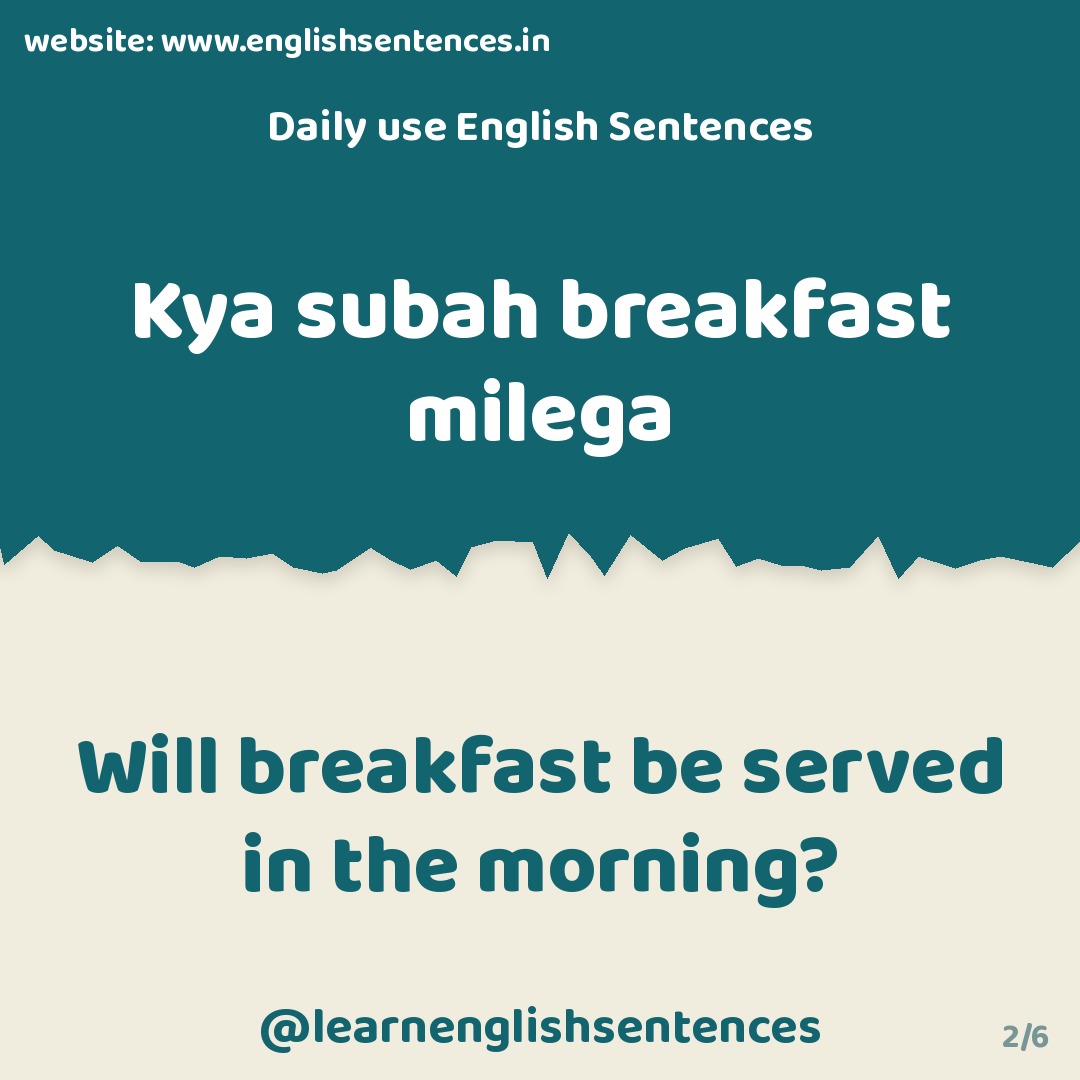 website: www.englishsentences.in
Daily use English Sentences
Kya subah breakfast
milega
Will breakfast be served
in the morning?
@learnenglishsentences
2/6